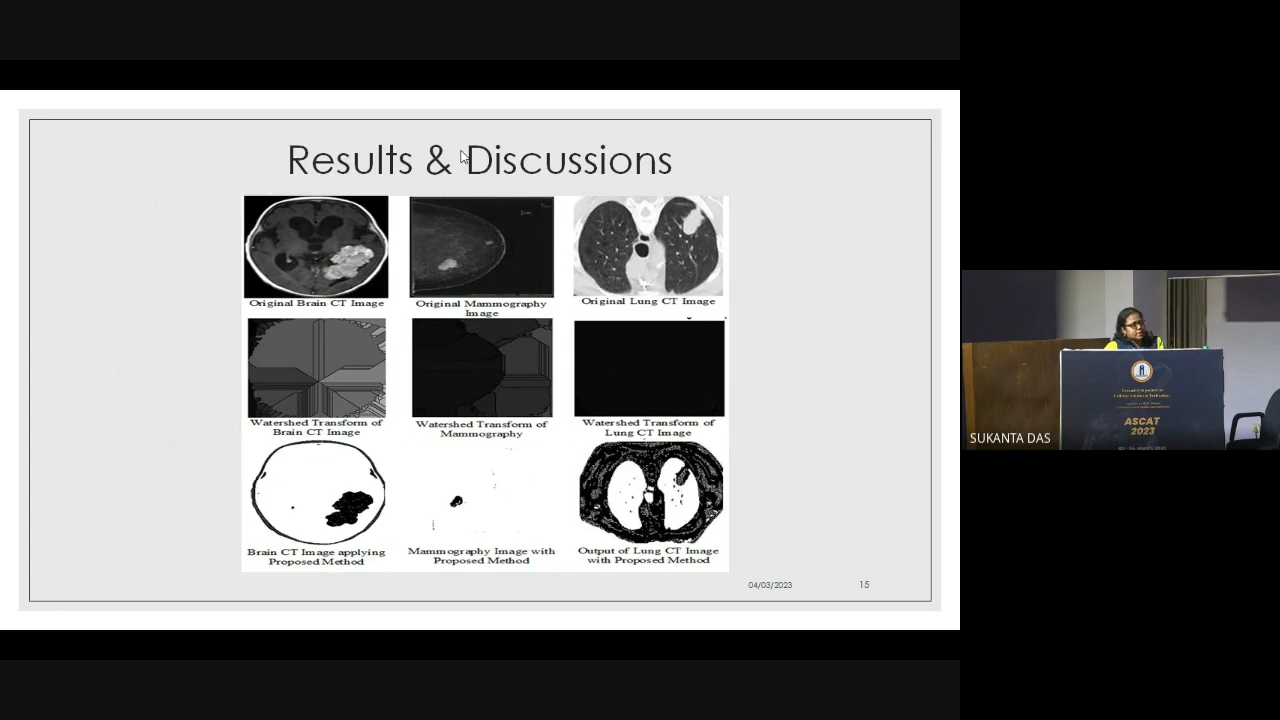 Results & Discussions
Original Brain CT Image
Original Mammography
Image
Original Lung CT Image
Watershed Transform of
Brain CT Image
Watershed Transform of
Mammography
Watershed Transform of
Lung CT Image
Brain CT Image applying
Proposed Method
Mammography Image with
Proposed Method
Output of Lung CT Image
with Proposed Method
04/03/2023
15
ASCAT
2023
SUKANTA DAS